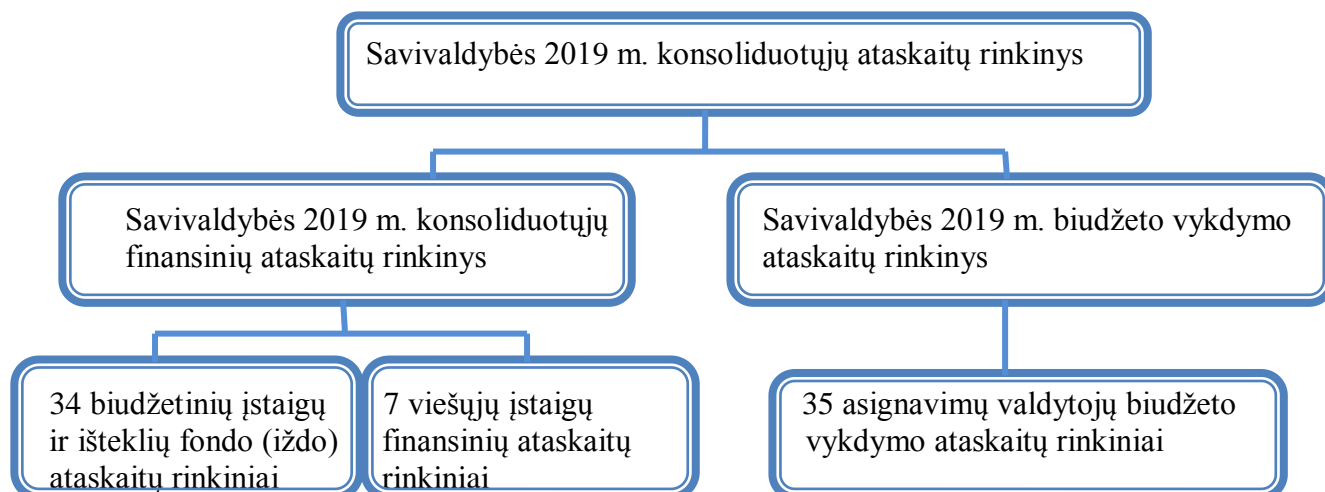 Savivaldybės 2019 m. konsoliduotųjų ataskaitų rinkinys
Savivaldybės 2019 m. konsoliduotųjų
finansinių ataskaitų rinkinys
Savivaldybės 2019 m. biudžeto vykdymo
ataskaitų rinkinys
34 biudžetinių įstaigų
ir išteklių fondo (iždo)
ataskaitų rinkiniai
7 viešųjų įstaigų
finansinių ataskaitų
rinkiniai
35 asignavimų valdytojų biudžeto
vykdymo ataskaitų rinkiniai